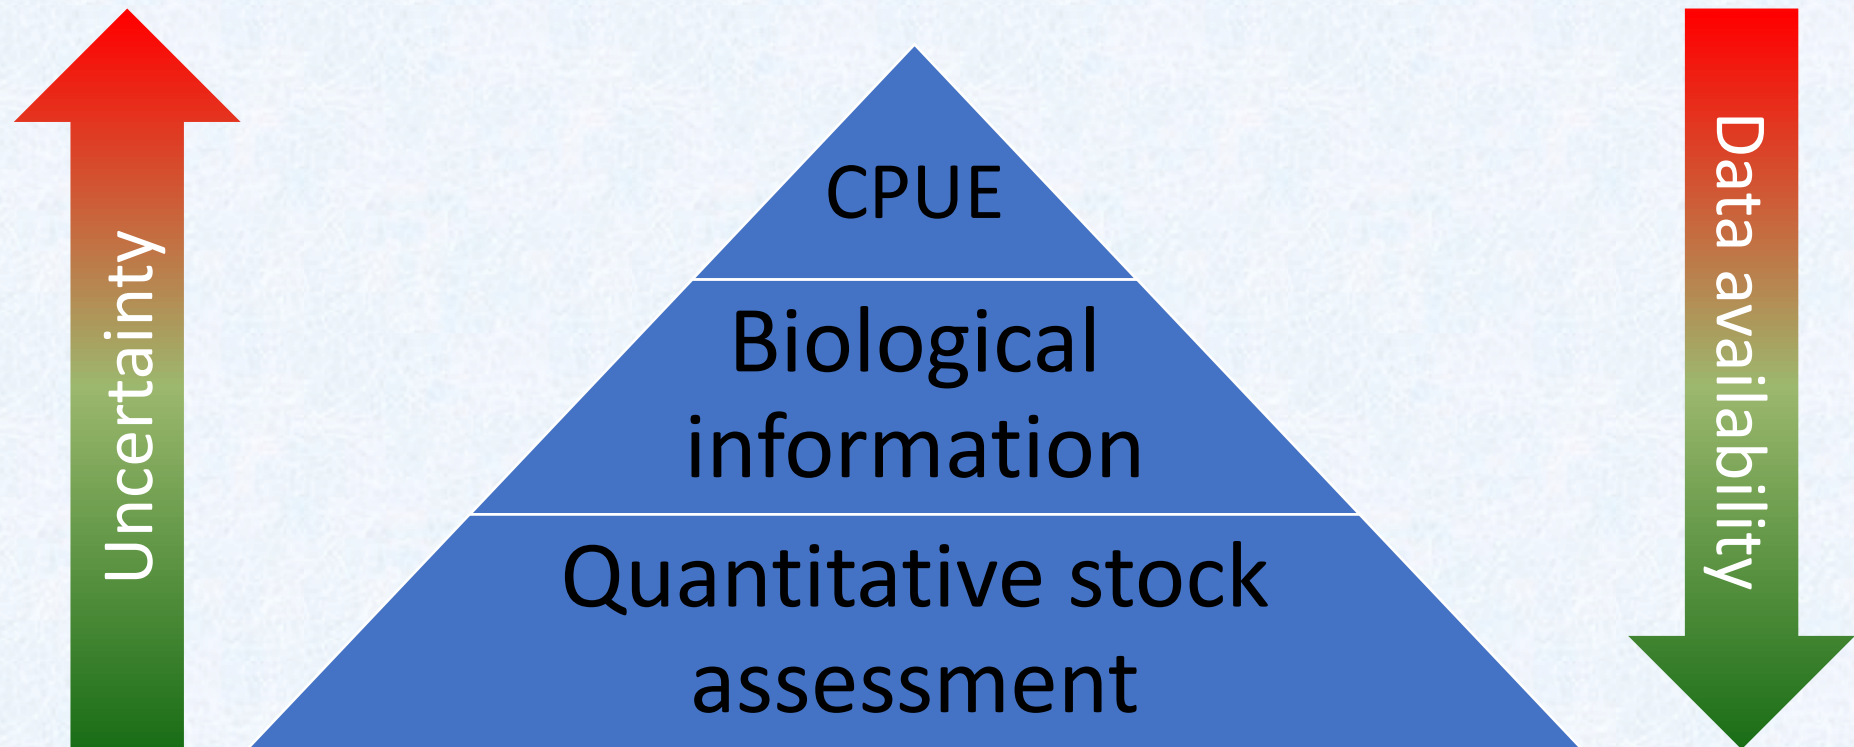 Uncertainty
CPUE
Biological
information
Quantitative stock
assessment
Data availability